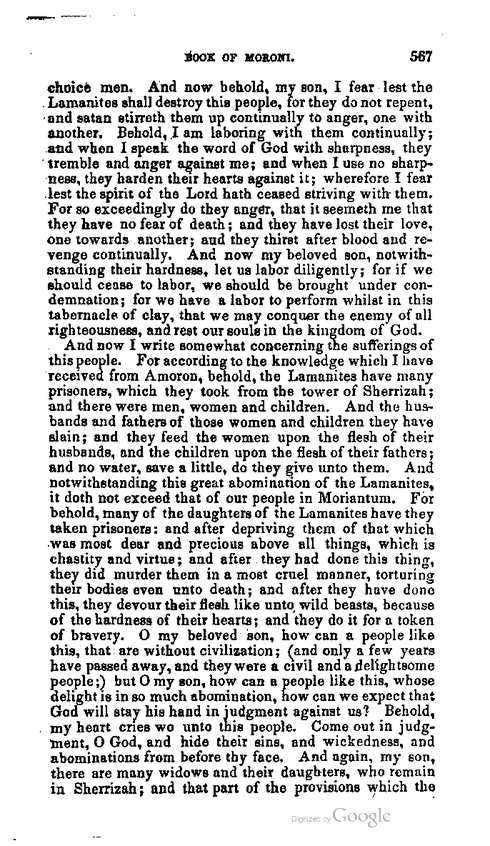 BOOK OF MORONI. 567
choice men. And now behold, my son, I fear lest the
Lamanites shall destroy this people, for they do not repent,
and satan stirreth them up continually to anger, one with
another. Behold, I am laboring with them continually;
and when I speak the word of God with sharpness, they
tremble and anger against me; and when I use no sharp-
ness, they harden their hearts against it; wherefore I fear
lest the spirit of the Lord hath ceased striving with them.
For so exceedingly do they anger, that it seemeth me that
they have no fear of death; and they have lost their love,
one towards another; and they thirst after blood and re-
venge continually. And now my beloved son, notwith-
standing their hardness, let us labor diligently; for if we
should cease to labor, we should be brought under con-
demnation; for we have a labor to perform whilst in this
tabernacle of clay, that we may conquer the enemy of all
righteousness, and rest our souls in the kingdom of God.
And now I write somewhat concerning the sufferings of
this people. For according to the knowledge which I have
received from Amoron, behold, the Lamanites have many
prisoners, which they took from the tower of Sherrizah;
and there were men, women and children. And the hus-
bands and fathers of those women and children they have
slain; and they feed the women upon the flesh of their
husbands, and the children upon the flesh of their fathers;
and no water, save a little, do they give unto them. And
notwithstanding this great abomination of the Lamanites,
it doth not exceed that of our people in Moriantum. For
behold, many of the daughters of the Lamanites have they
taken prisoners: and after depriving them of that which
was most dear and precious above all things, which is
chastity and virtue; and after they had done this thing,
they did murder them in a most cruel manner, torturing
their bodies even unto death; and after they have done
this, they devour their flesh like unto wild beasts, because
of the hardness of their hearts; and they do it for a token
of bravery. O my beloved son, how can a people like
this, that are without civilization; (and only a few years
have passed away, and they were a civil and a delightsome
people;) but O my son, how can a people like this, whose
delight is in so much abomination, how can we expect that
God will stay his hand in judgment against us? Behold,
my heart cries wo unto this people. Come out in judg-
ment, O God, and hide their sins, and wickedness, and
abominations from before thy face. And again, my son,
there are many widows and their daughters, who remain
in Sherrizah; and that part of the provisions which the
Digitized by Google